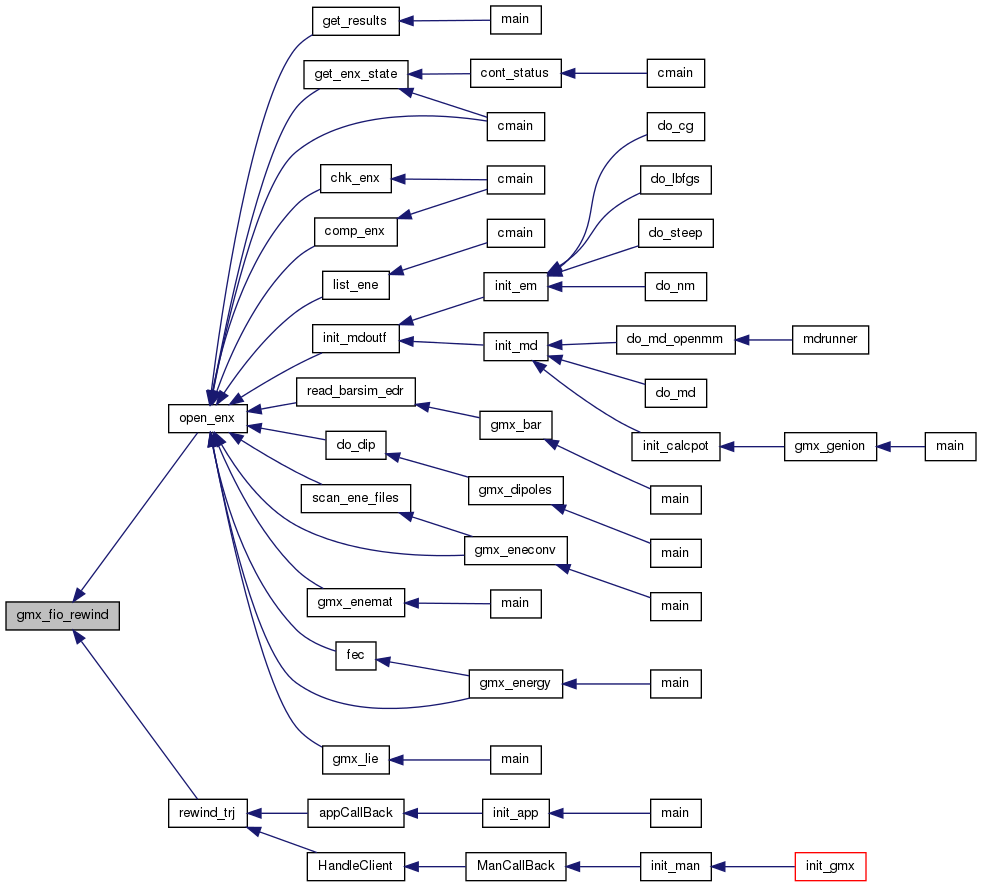 get_results
main
get_enx_state
cont_status
cmain
cmain
do_cg
chk_enx
cmain
do_lbfgs
comp_enx
cmain
do_steep
list_ene
init_em
do_nm
init_mdoutf
init_md
do_md_openmm
mdrunner
read_barsim_edr
do_md
open_enx
gmx_bar
do_dip
init_calcpot
gmx_genion
main
scan_ene_files
gmx_dipoles
main
gmx_eneconv
main
gmx_enemat
main
main
gmx_fio_rewind
fec
gmx_energy
main
gmx_lie
main
rewind_trj
appCallBack
init_app
main
HandleClient
ManCallBack
init_man
init_gmx